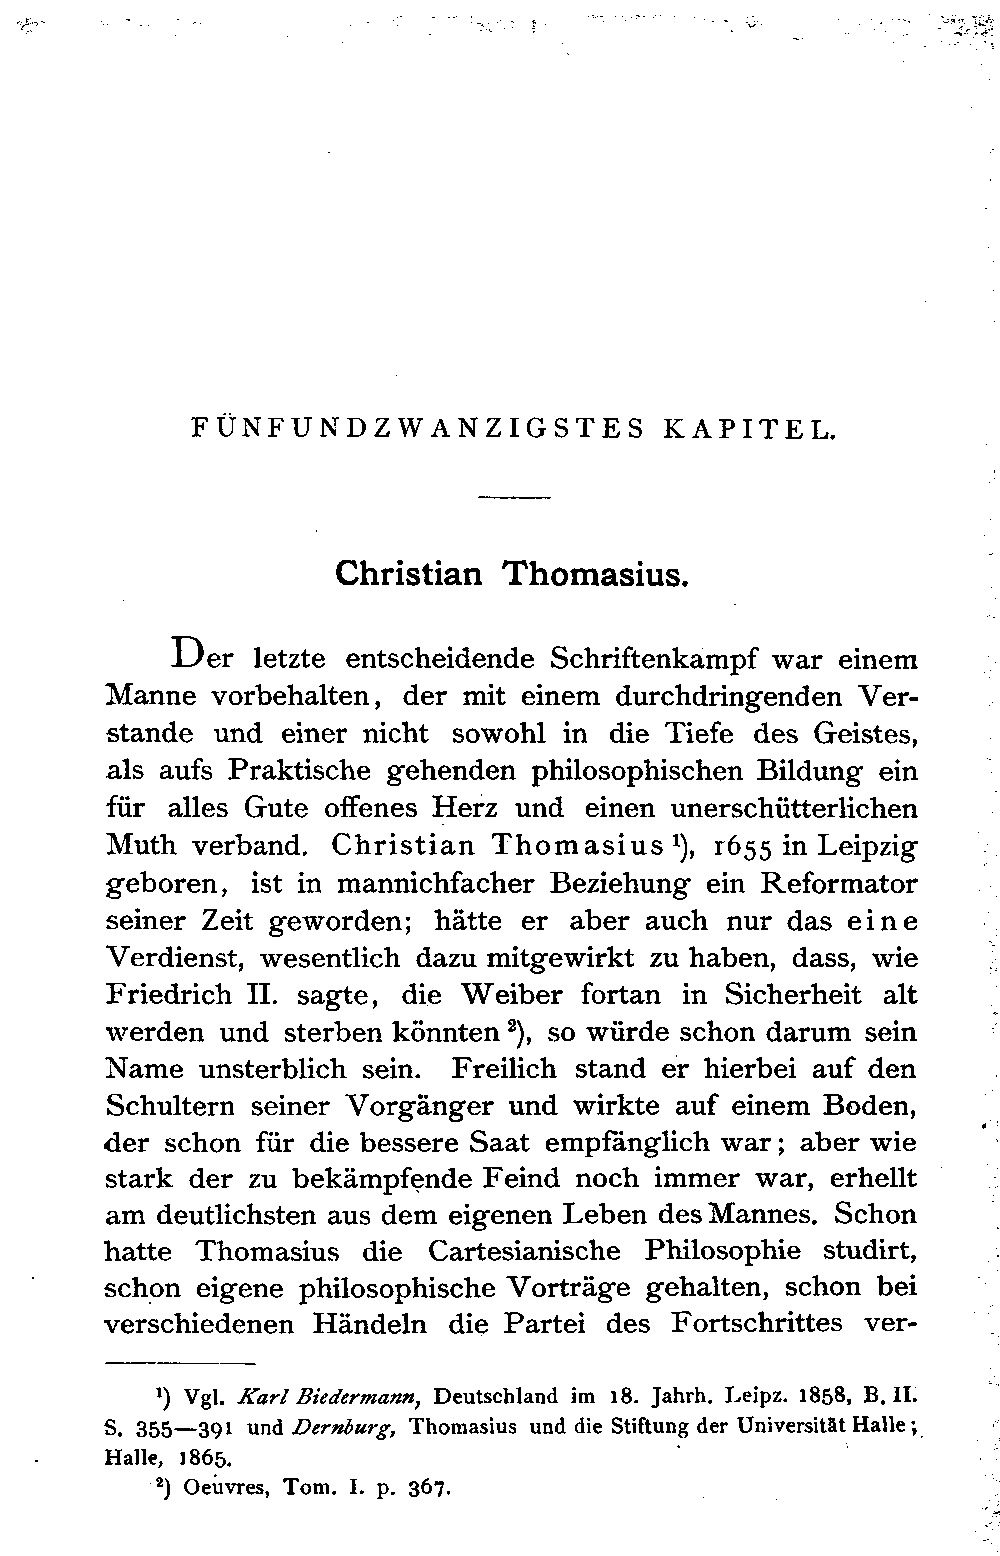 FÜNFUNDZWANZIGSTES KAPITEL.
Christian Thomasius.
Der letzte entscheidende Schriftenkampf war einem
Manne vorbehalten, der mit einem durchdringenden Ver-
stande und einer nicht sowohl in die Tiefe des Geistes,
als aufs Praktische gehenden philosophischen Bildung ein
für alles Gute offenes Herz und einen unerschütterlichen
Muth verband. Christian Thomasius ¹), 1655 in Leipzig
geboren, ist in mannichfacher Beziehung ein Reformator
seiner Zeit geworden; hätte er aber auch nur das eine
Verdienst, wesentlich dazu mitgewirkt zu haben, dass, wie
Friedrich II. sagte, die Weiber fortan in Sicherheit alt
werden und sterben könnten ²), so würde schon darum sein
Name unsterblich sein. Freilich stand er hierbei auf den
Schultern seiner Vorgänger und wirkte auf einem Boden,
der schon für die bessere Saat empfänglich war; aber wie
stark der zu bekämpfende Feind noch immer war, erhellt
am deutlichsten aus dem eigenen Leben des Mannes. Schon
hatte Thomasius die Cartesianische Philosophie studirt,
schon eigene philosophische Vorträge gehalten, schon bei
verschiedenen Händeln die Partei des Fortschrittes ver-
¹) Vgl. Karl Biedermann, Deutschland im 18. Jahrh. Leipz. 1858, B. II.
S. 355—391 und Dernburg, Thomasius und die Stiftung der Universität Halle;
Halle, 1865.
²) Oeuvres, Tom. I. p. 367.